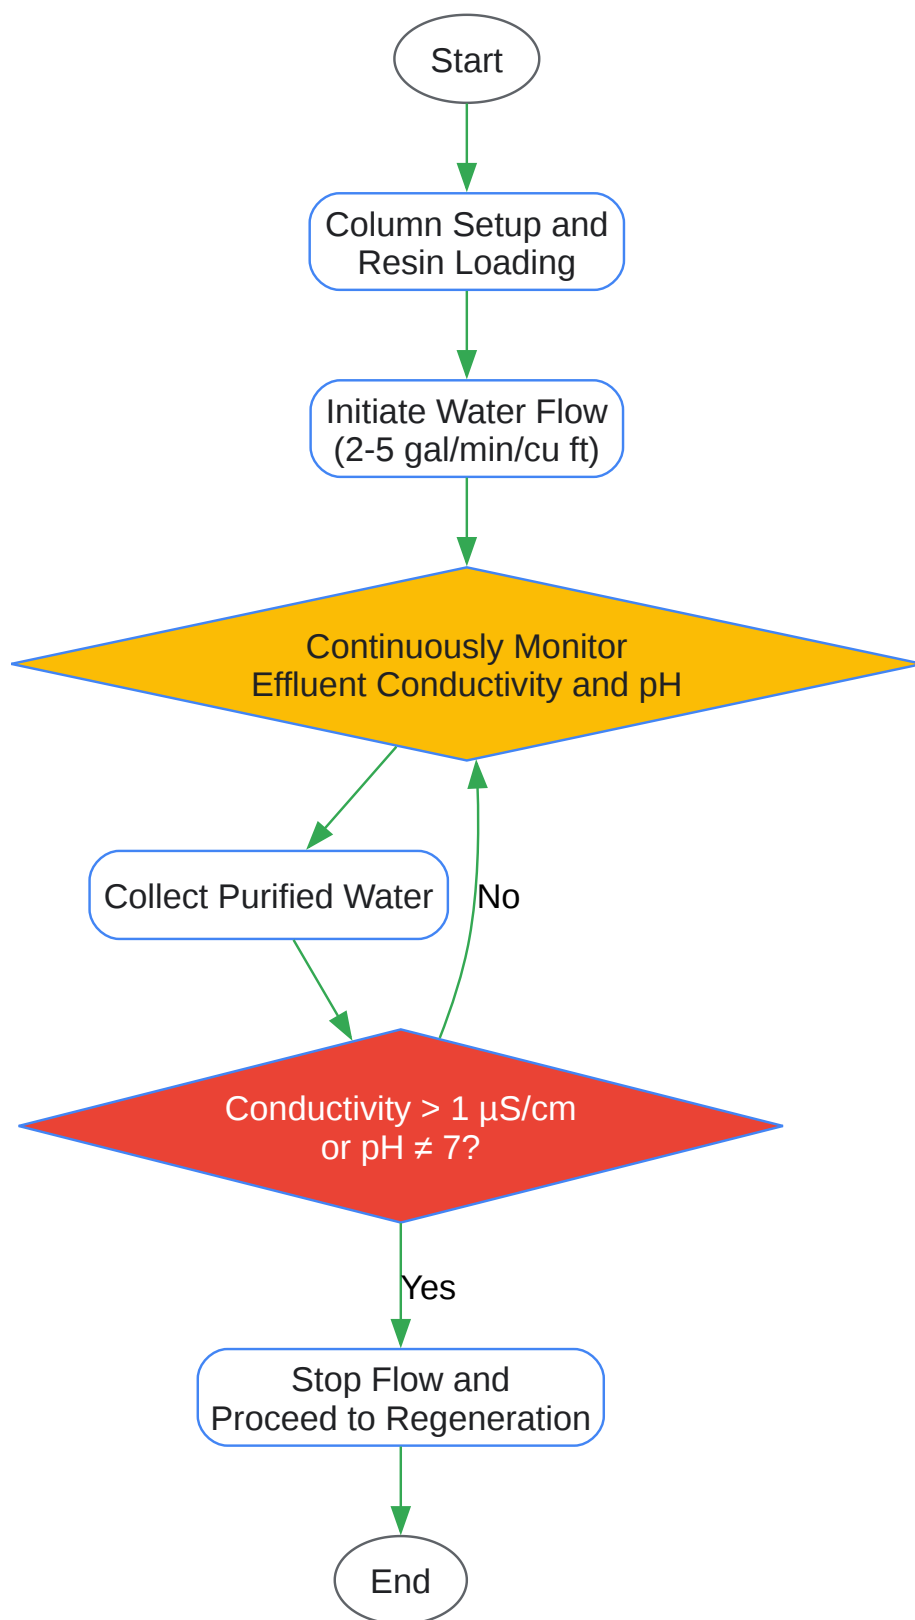 Start
Column Setup and
Resin Loading
Initiate Water Flow
(2-5 gal/min/cu ft)
Continuously Monitor
Effluent Conductivity and pH
Collect Purified Water
No
Conductivity > 1 µS/cm
or pH ≠ 7?
Yes
Stop Flow and
Proceed to Regeneration
End